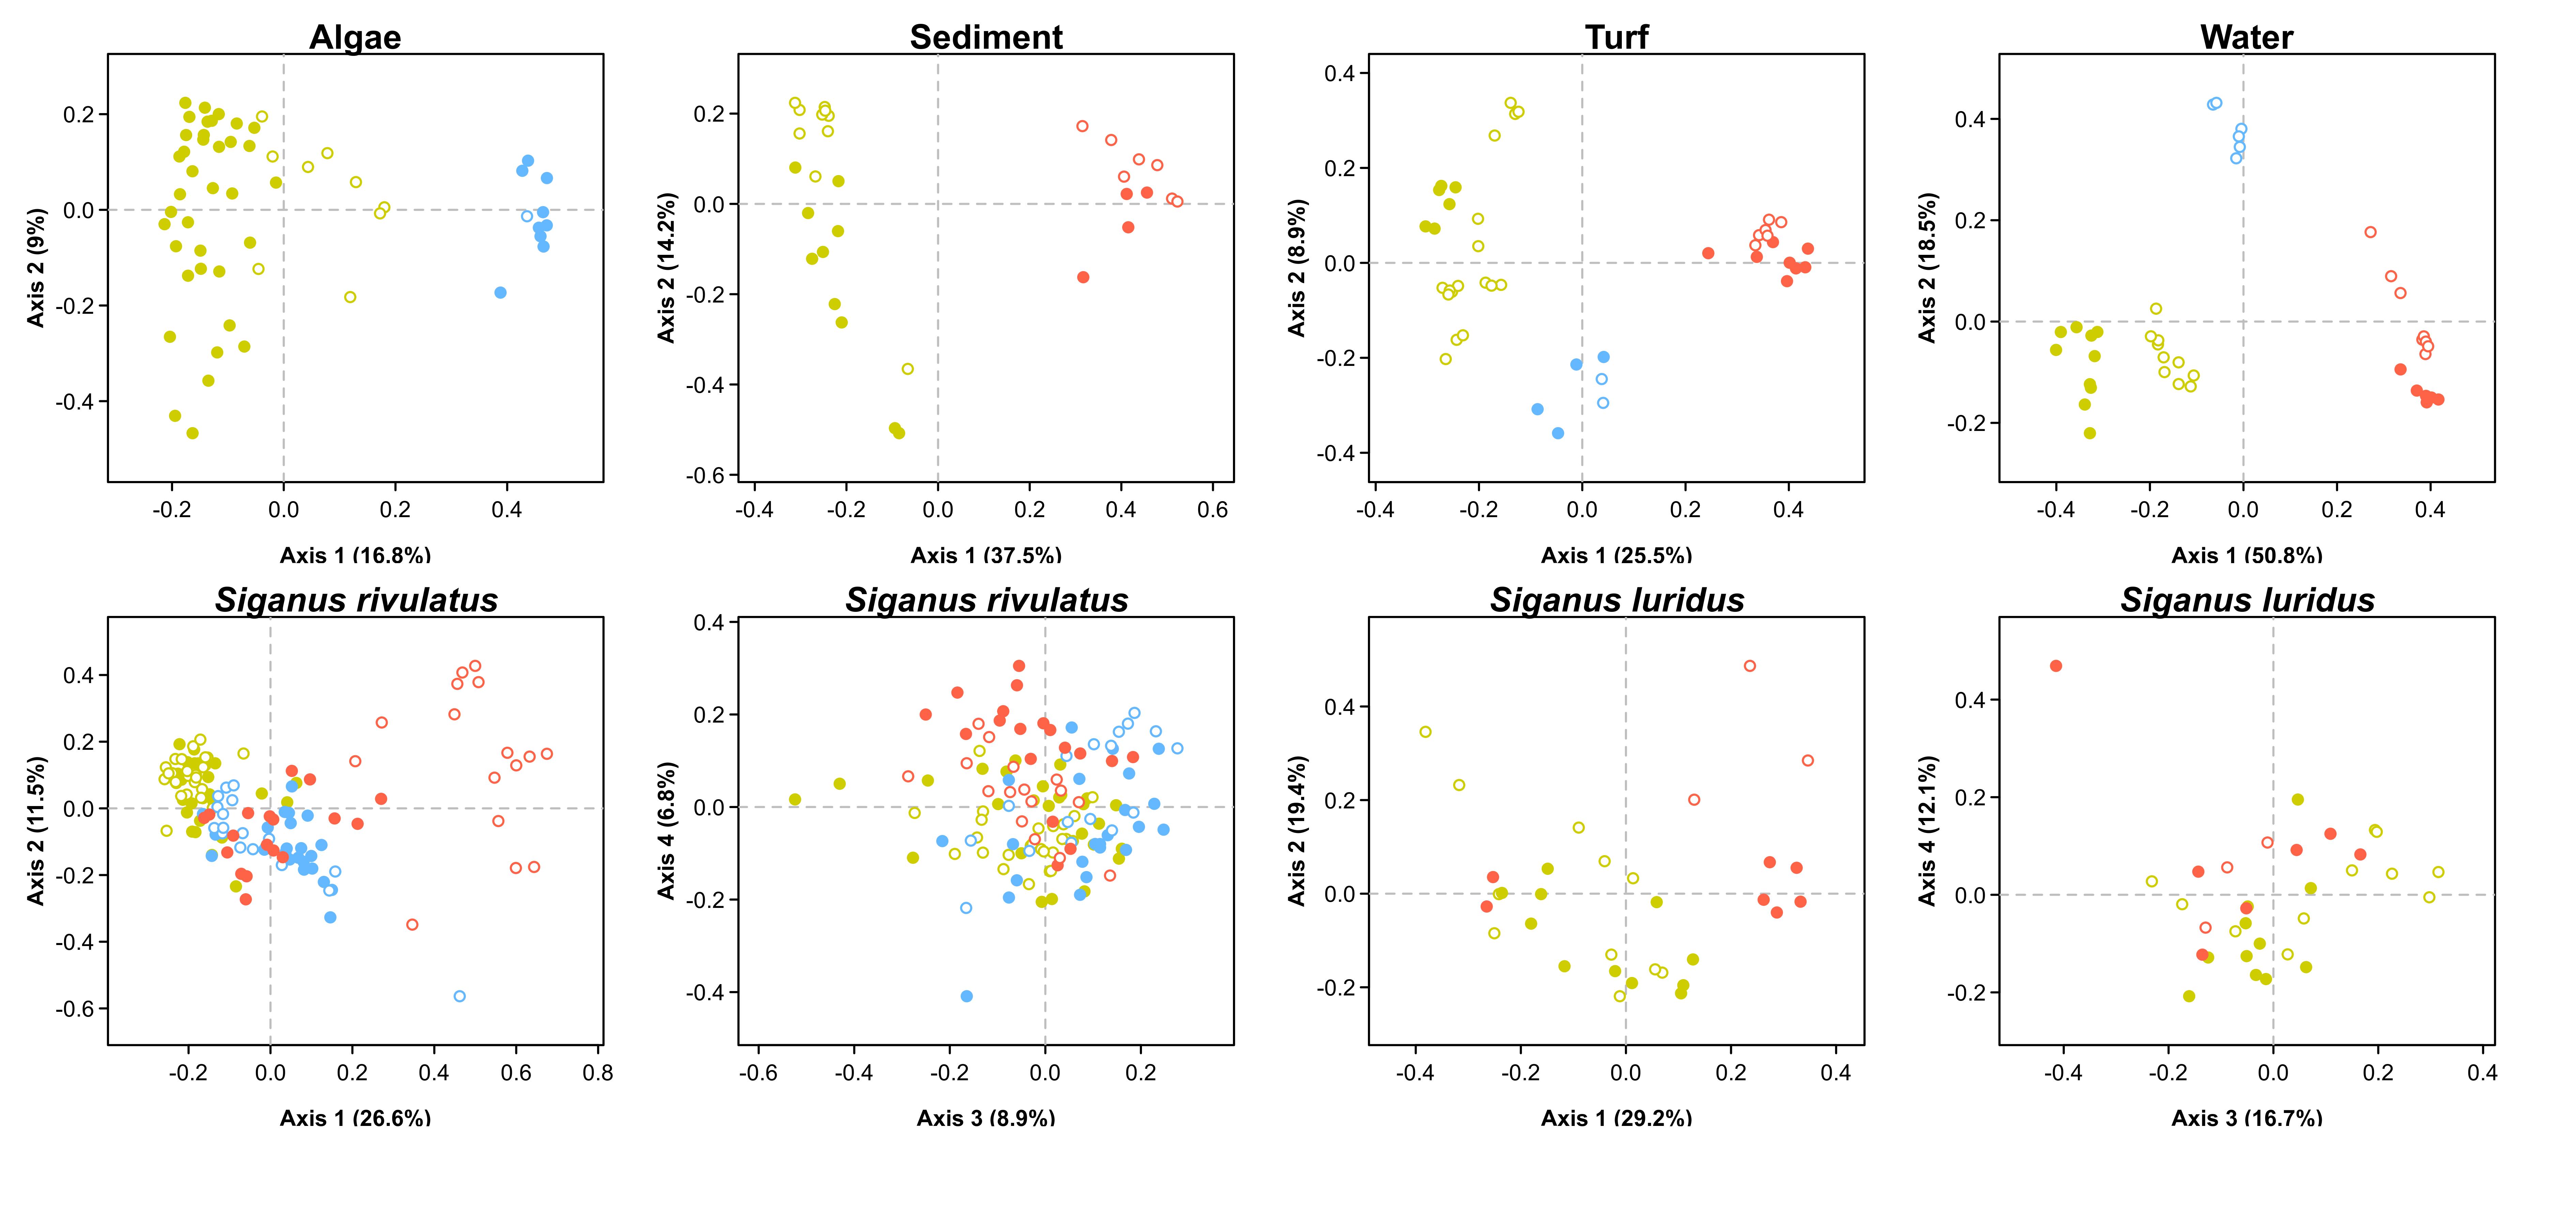 Algae
Axis 2 (9%)
0.2
0.0
-0.2
-0.4
-0.2 0.0 0.2 0.4
Axis 1 (16.8%)
Sediment
Axis 2 (14.2%)
0.2
0.0
-0.2
-0.4
-0.6
-0.4 -0.2 0.0 0.2 0.4 0.6
Axis 1 (37.5%)
Turf
Axis 2 (8.9%)
0.4
0.2
0.0
-0.2
-0.4
-0.4 -0.2 0.0 0.2 0.4
Axis 1 (25.5%)
Water
Axis 2 (18.5%)
0.4
0.2
0.0
-0.2
-0.4 -0.2 0.0 0.2 0.4
Axis 1 (50.8%)
Siganus rivulatus
Axis 2 (11.5%)
0.4
0.2
0.0
-0.2
-0.4
-0.6
-0.2 0.0 0.2 0.4 0.6 0.8
Axis 1 (26.6%)
Siganus rivulatus
Axis 4 (6.8%)
0.4
0.2
0.0
-0.2
-0.4
-0.6 -0.4 -0.2 0.0 0.2
Axis 3 (8.9%)
Siganus luridus
Axis 2 (19.4%)
0.4
0.2
0.0
-0.2
-0.4 -0.2 0.0 0.2 0.4
Axis 1 (29.2%)
Siganus luridus
Axis 4 (12.1%)
0.4
0.2
0.0
-0.2
-0.4 -0.2 0.0 0.2 0.4
Axis 3 (16.7%)